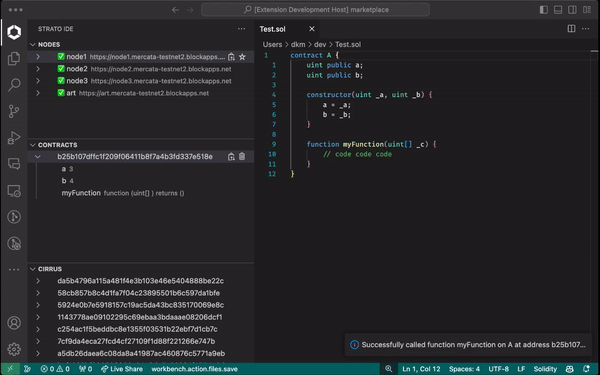 [Extension Development Host] marketplace
STRATO IDE
NODES
node1 https://node1.mercata-testnet2.blockapps....
node2 https://node2.mercata-testnet2.blockapps.net
node3 https://node3.mercata-testnet2.blockapps.net
art https://art.mercata-testnet2.blockapps.net
CONTRACTS
b25b107dffc1f209f06411b8f7a4b3fd337e518e
a 3
b 4
myFunction function (uint[] ) returns ()
CIRRUS
da5b4796a115a481f4e3b103e46e5404888be22c
58cb857b8c4d1fa7f04c23895501b6c597da1bfe
5924e0b7e5918157c19ac5da43bc835170069e8c
1143778ae09102295c69ebaa3bdaaae08206dcf1
c254ac1f5beddbc8e1355f03531b22ebf7d1cb7c
7cf9da4eca27fcd4cf27109f1d88f221266e747b
a5db26daea6c08da8a41987ac460876c5771a9eb
Test.sol
Users > dkm > dev > Test.sol
1 contract A {
1 uint public a;
2 uint public b;
3
4 constructor(uint _a, uint _b) {
5 a = _a;
6 b = _b;
7 }
8
9 function myFunction(uint[] _c) {
10 // code code code
11 }
12 }
Successfully called function myFunction on A at address b25b107...
0 0 0 Live Share workbench.action.files.save Ln 1, Col 12 Spaces: 4 UTF-8 LF Solidity